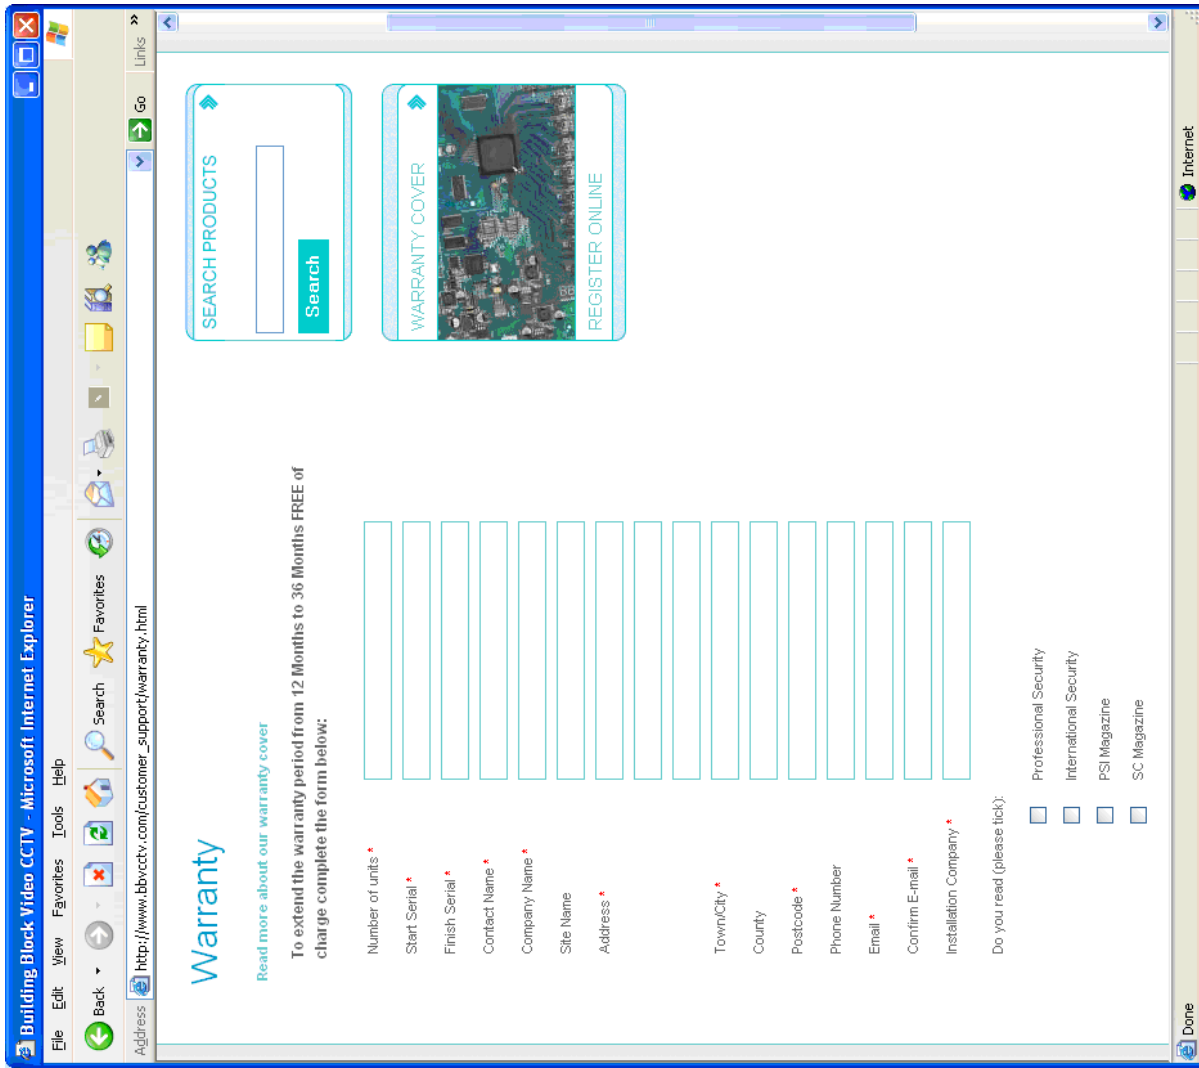 Building Block Video CCTV - Microsoft Internet Explorer
File Edit View Favorites Tools Help
Back Search Favorites
Address http://www.bbvcctv.com/customer_support/warranty.html Go Links »
Warranty
Read more about our warranty cover
To extend the warranty period from 12 Months to 36 Months FREE of
charge complete the form below:
Number of units *
Start Serial *
Finish Serial *
Contact Name *
Company Name *
Site Name
Address *
Town/City *
County
Postcode *
Phone Number
Email *
Confirm E-mail *
Installation Company *
Do you read (please tick):
Professional Security
International Security
PSI Magazine
SC Magazine
SEARCH PRODUCTS
Search
WARRANTY COVER
REGISTER ONLINE
Done Internet